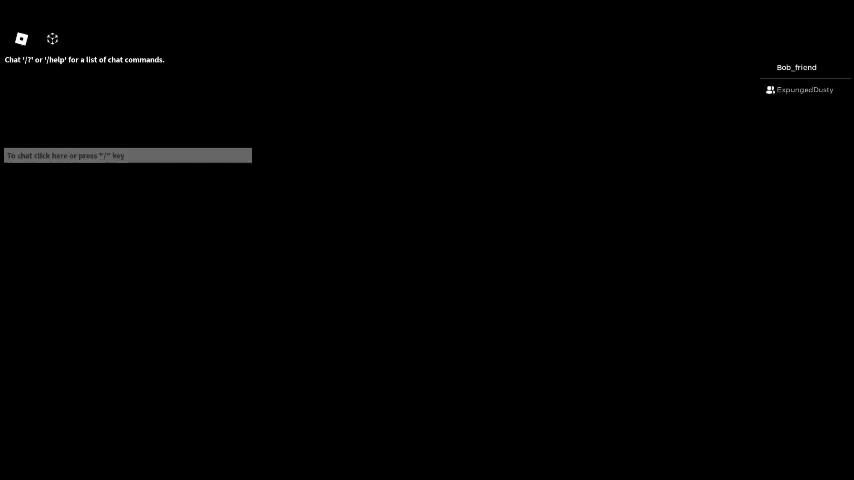 Chat '/?' or '/help' for a list of chat commands.
Bob_friend
ExpungedDusty
To chat click here or press "/" key